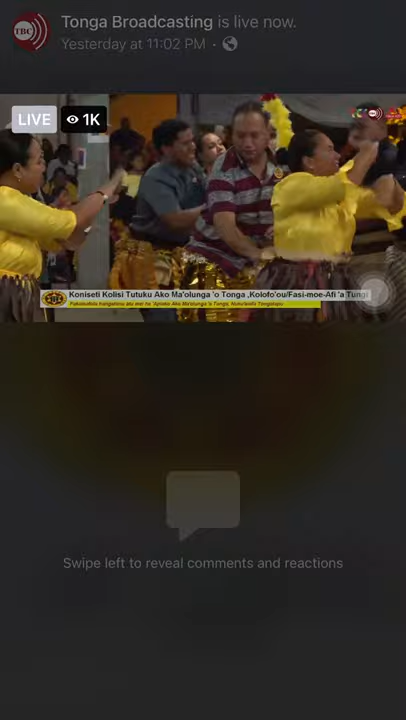 Tonga Broadcasting is live now.
TBC
Yesterday at 11:02 PM ·
LIVE
1K
Koniseti Kolisi Tutuku Ako Ma'olunga 'o Tonga ,Kolofo'ou/Fasi-moe-Afi 'a Tungi
Swipe left to reveal comments and reactions